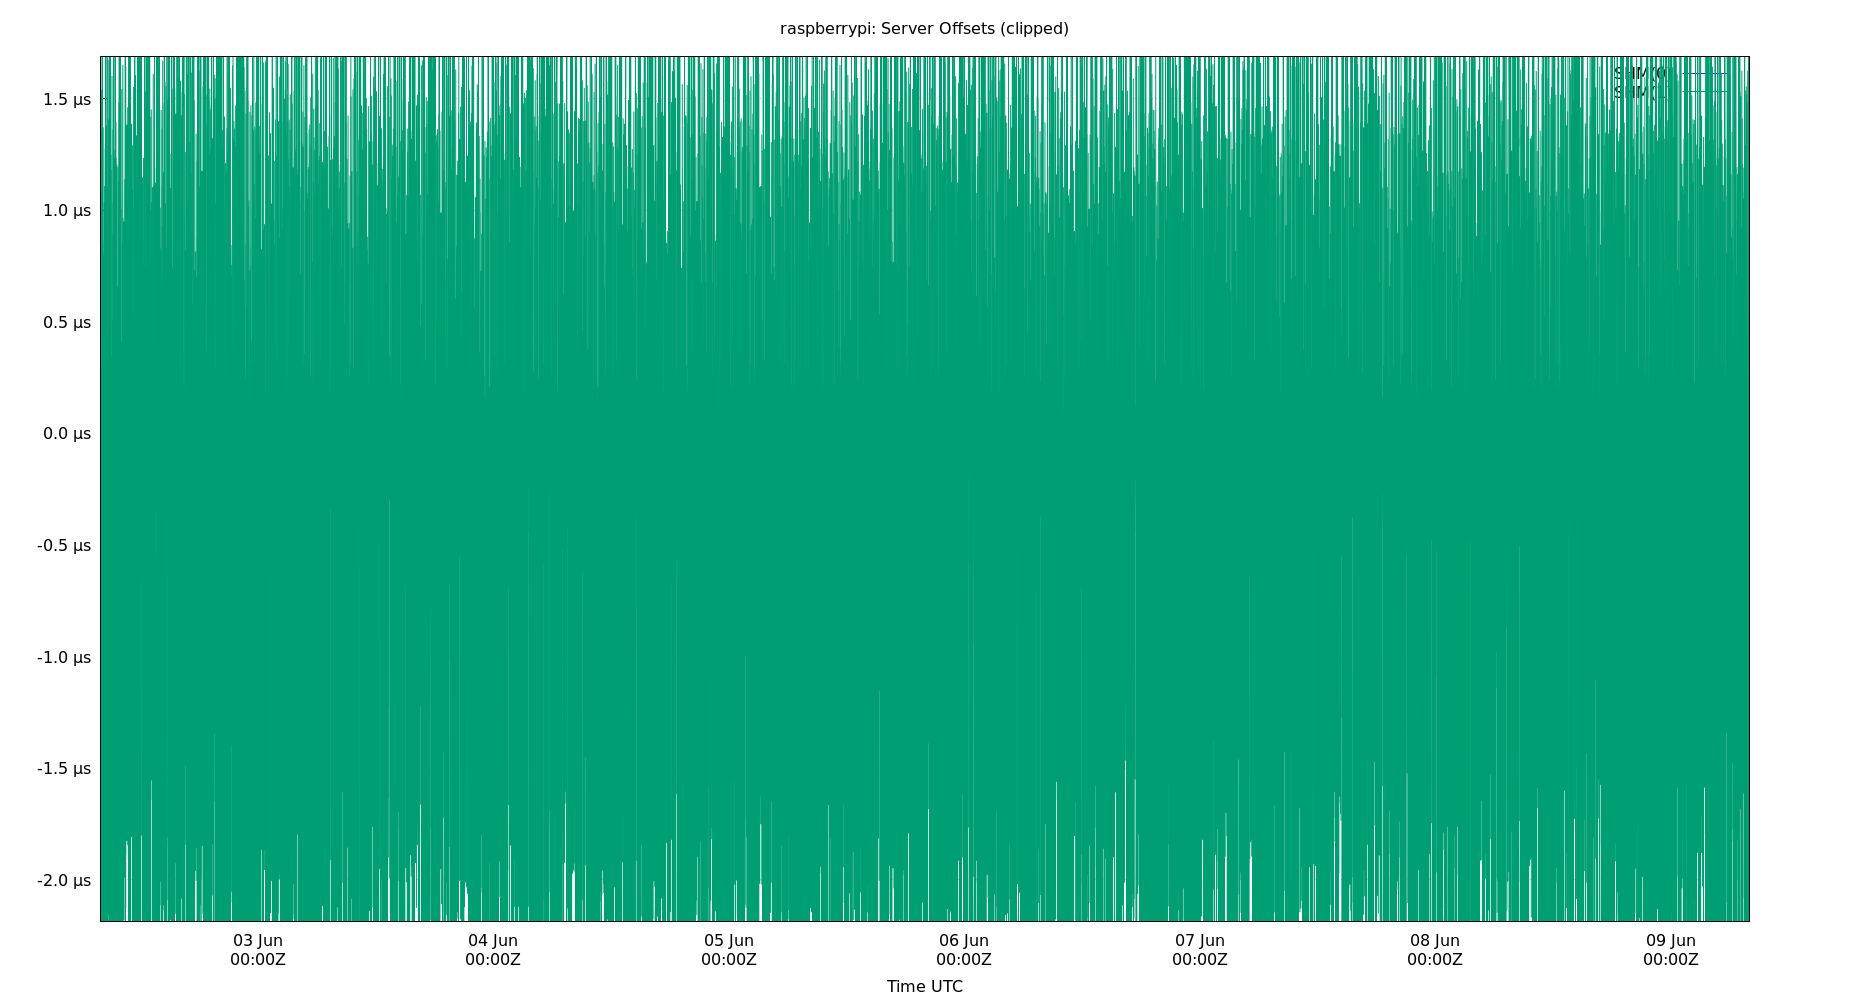 raspberrypi: Server Offsets (clipped)
SHM(0)
1.5 µs
1.0 µs
0.5 µs
0.0 µs
-0.5 µs
-1.0 µs
-1.5 µs
-2.0 µs
03 Jun 04 Jun 05 Jun 06 Jun 07 Jun 08 Jun 09 Jun
00:00Z 00:00Z 00:00Z 00:00Z 00:00Z 00:00Z 00:00Z
Time UTC